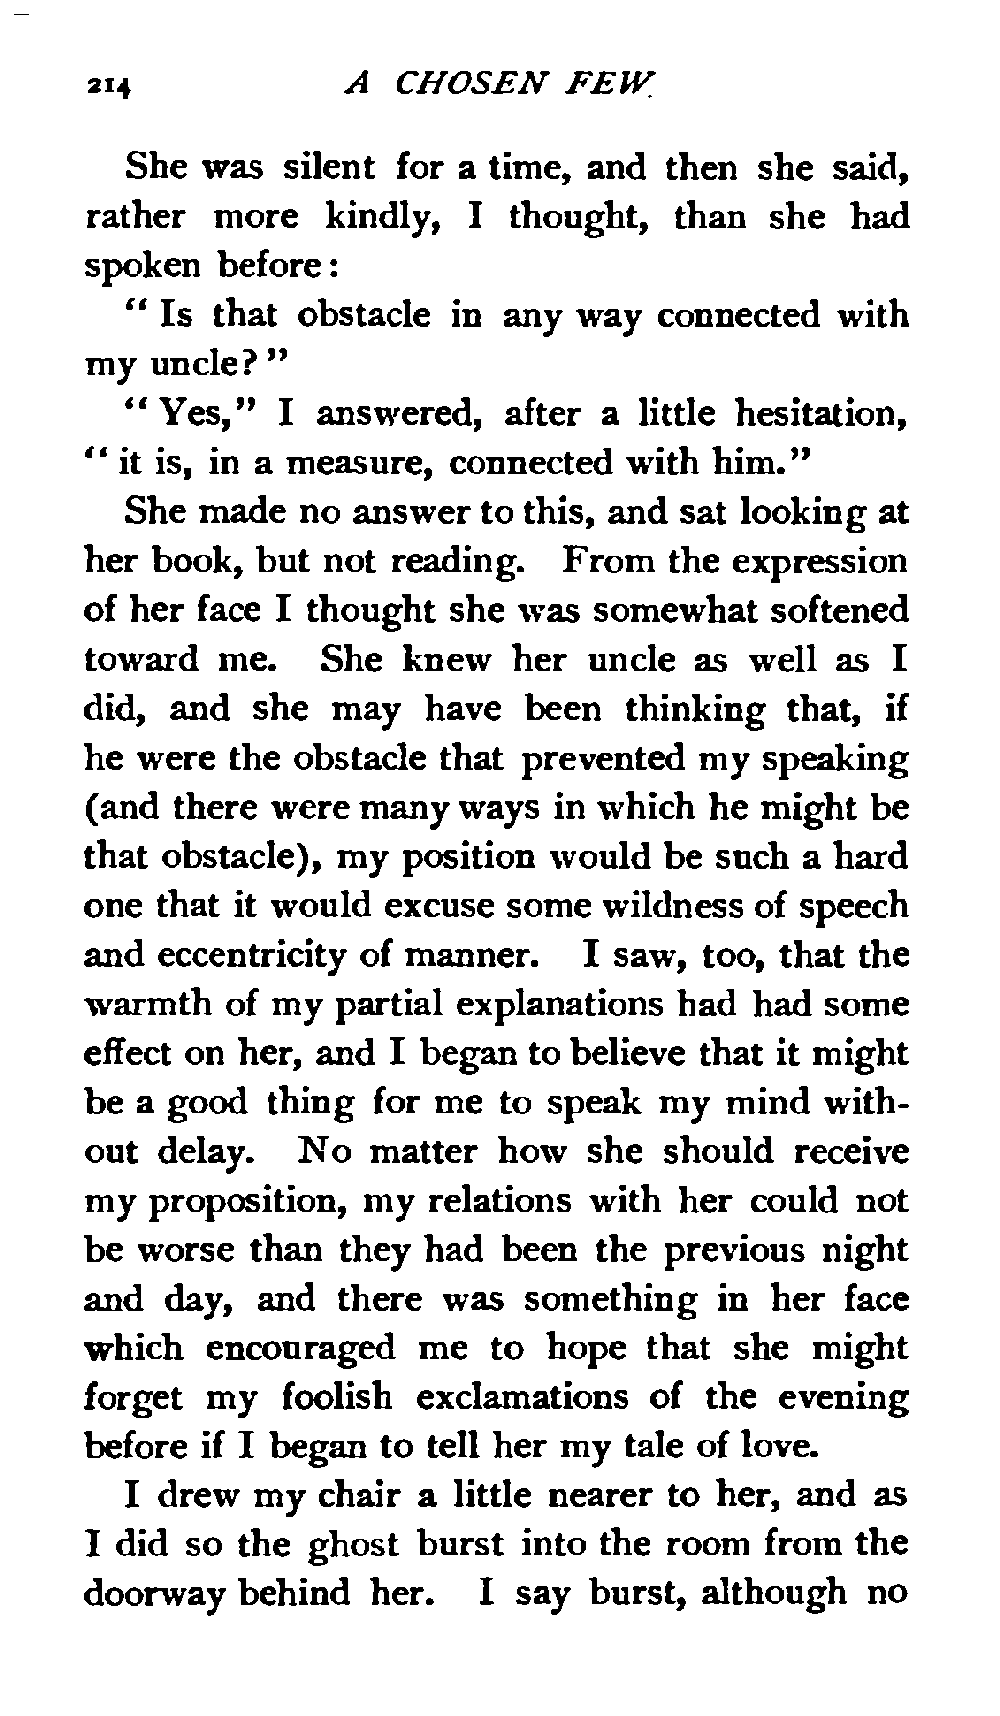 214 A CHOSEN FEW.
She was silent for a time, and then she said,
rather more kindly, I thought, than she had
spoken before:
"Is that obstacle in any way connected with
my uncle?"
"Yes," I answered, after a little hesitation,
"it is, in a measure, connected with him."
She made no answer to this, and sat looking at
her book, but not reading. From the expression
of her face I thought she was somewhat softened
toward me. She knew her uncle as well as I
did, and she may have been thinking that, if
he were the obstacle that prevented my speaking
(and there were many ways in which he might be
that obstacle), my position would be such a hard
one that it would excuse some wildness of speech
and eccentricity of manner. I saw, too, that the
warmth of my partial explanations had had some
effect on her, and I began to believe that it might
be a good thing for me to speak my mind with-
out delay. No matter how she should receive
my proposition, my relations with her could not
be worse than they had been the previous night
and day, and there was something in her face
which encouraged me to hope that she might
forget my foolish exclamations of the evening
before if I began to tell her my tale of love.
I drew my chair a little nearer to her, and as
I did so the ghost burst into the room from the
doorway behind her. I say burst, although no